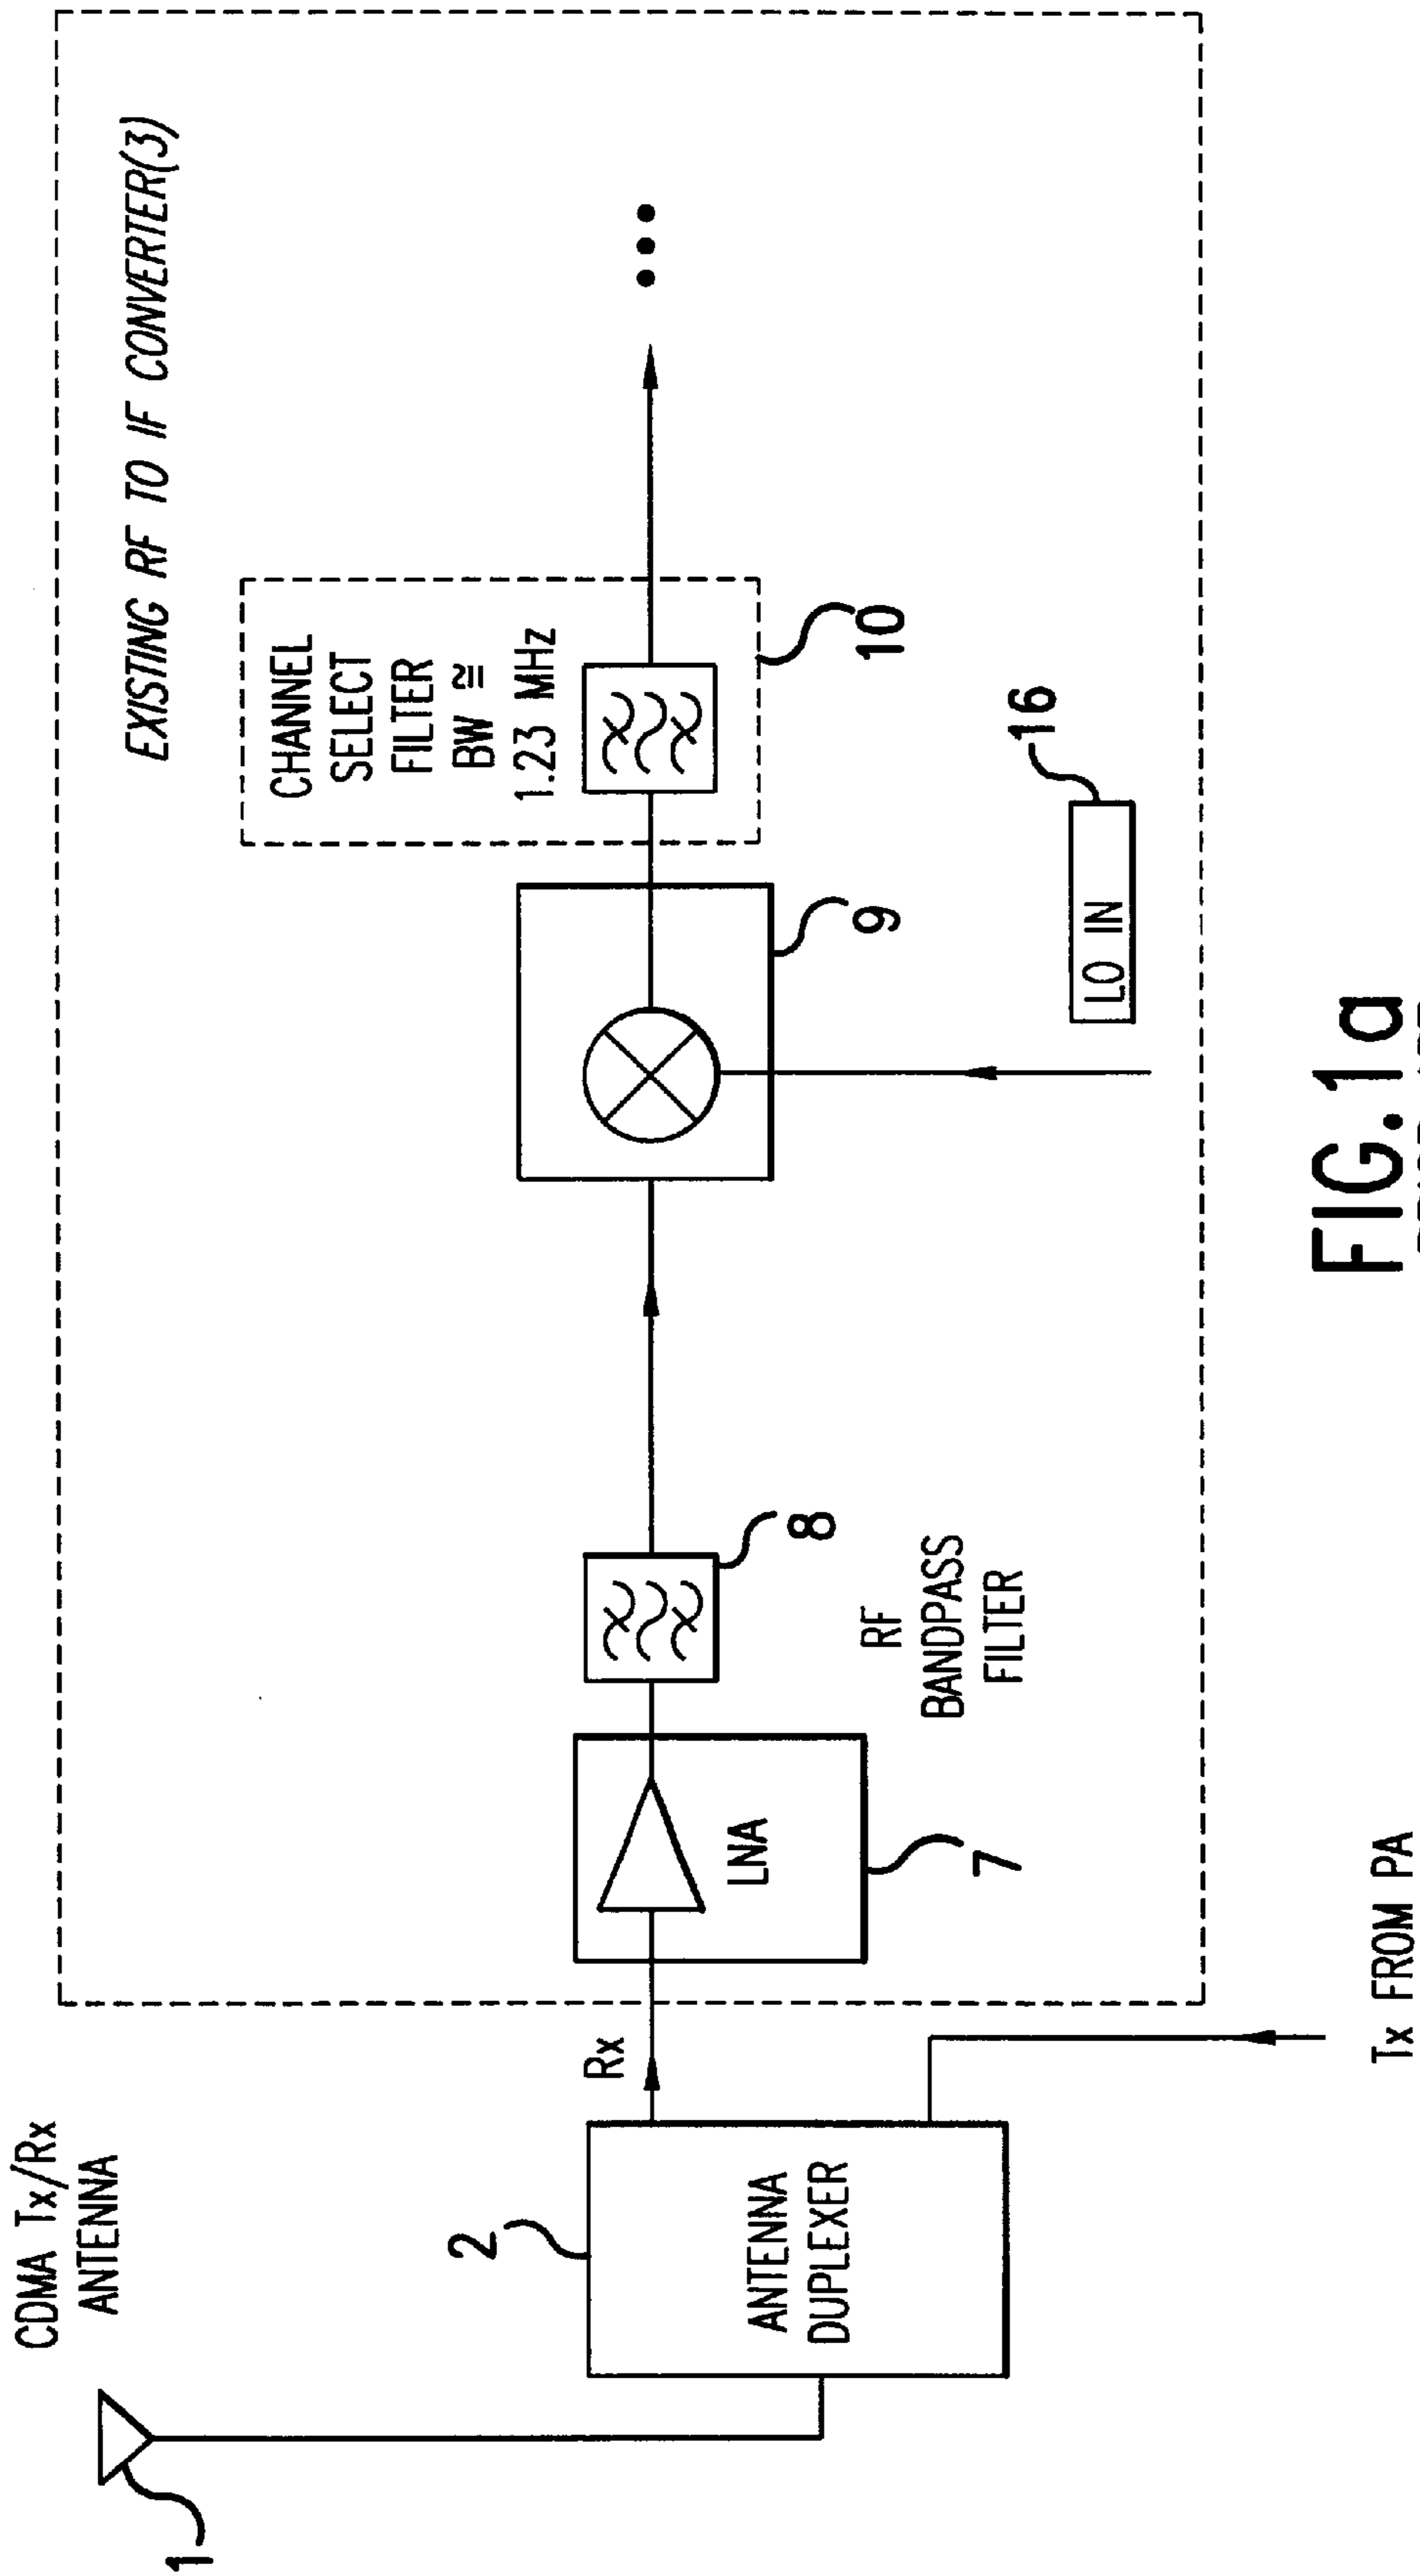 CDMA Tx/Rx
ANTENNA
1
2
ANTENNA
DUPLEXER
Rx
Tx FROM PA
EXISTING RF TO IF CONVERTER(3)
LNA
7
8
RF
BANDPASS
FILTER
9
LO IN
16
CHANNEL
SELECT
FILTER
BW ≅
1.23 MHz
10
FIG.1a